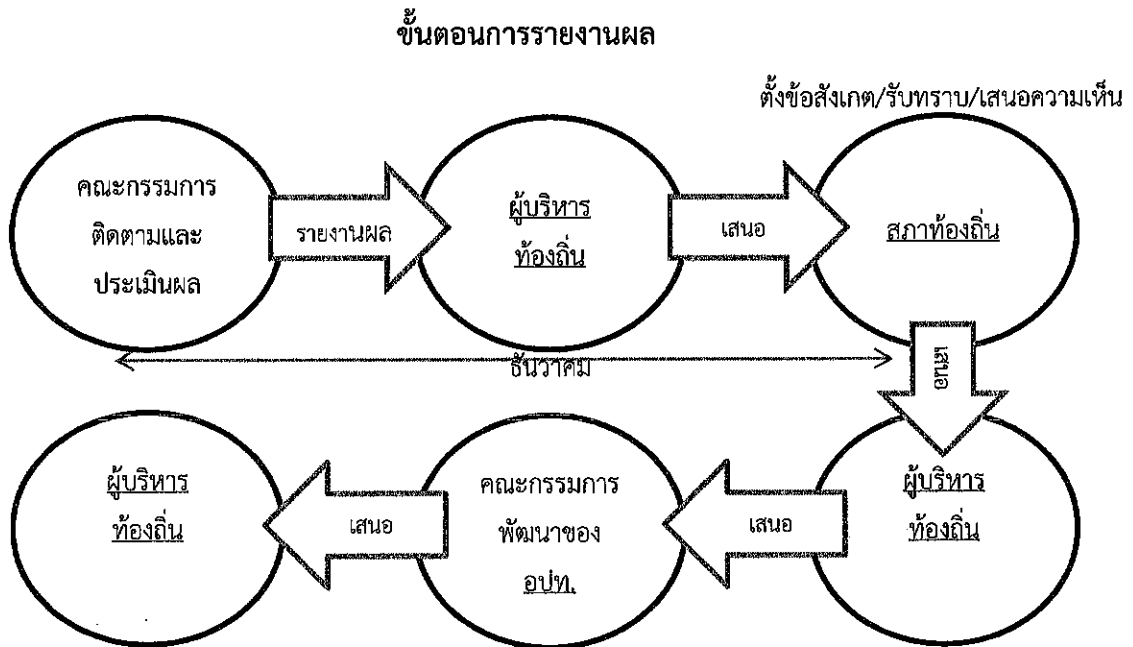 ขั้นตอนการรายงานผล
ตั้งข้อสังเกต/รับทราบ/เสนอความเห็น
คณะกรรมการ
ติดตามและ
ประเมินผล
รายงานผล
ผู้บริหาร
ท้องถิ่น
เสนอ
สภาท้องถิ่น
ธันวาคม
เสนอ
ผู้บริหาร
ท้องถิ่น
เสนอ
คณะกรรมการ
พัฒนาของ
อปท.
เสนอ
ผู้บริหาร
ท้องถิ่น